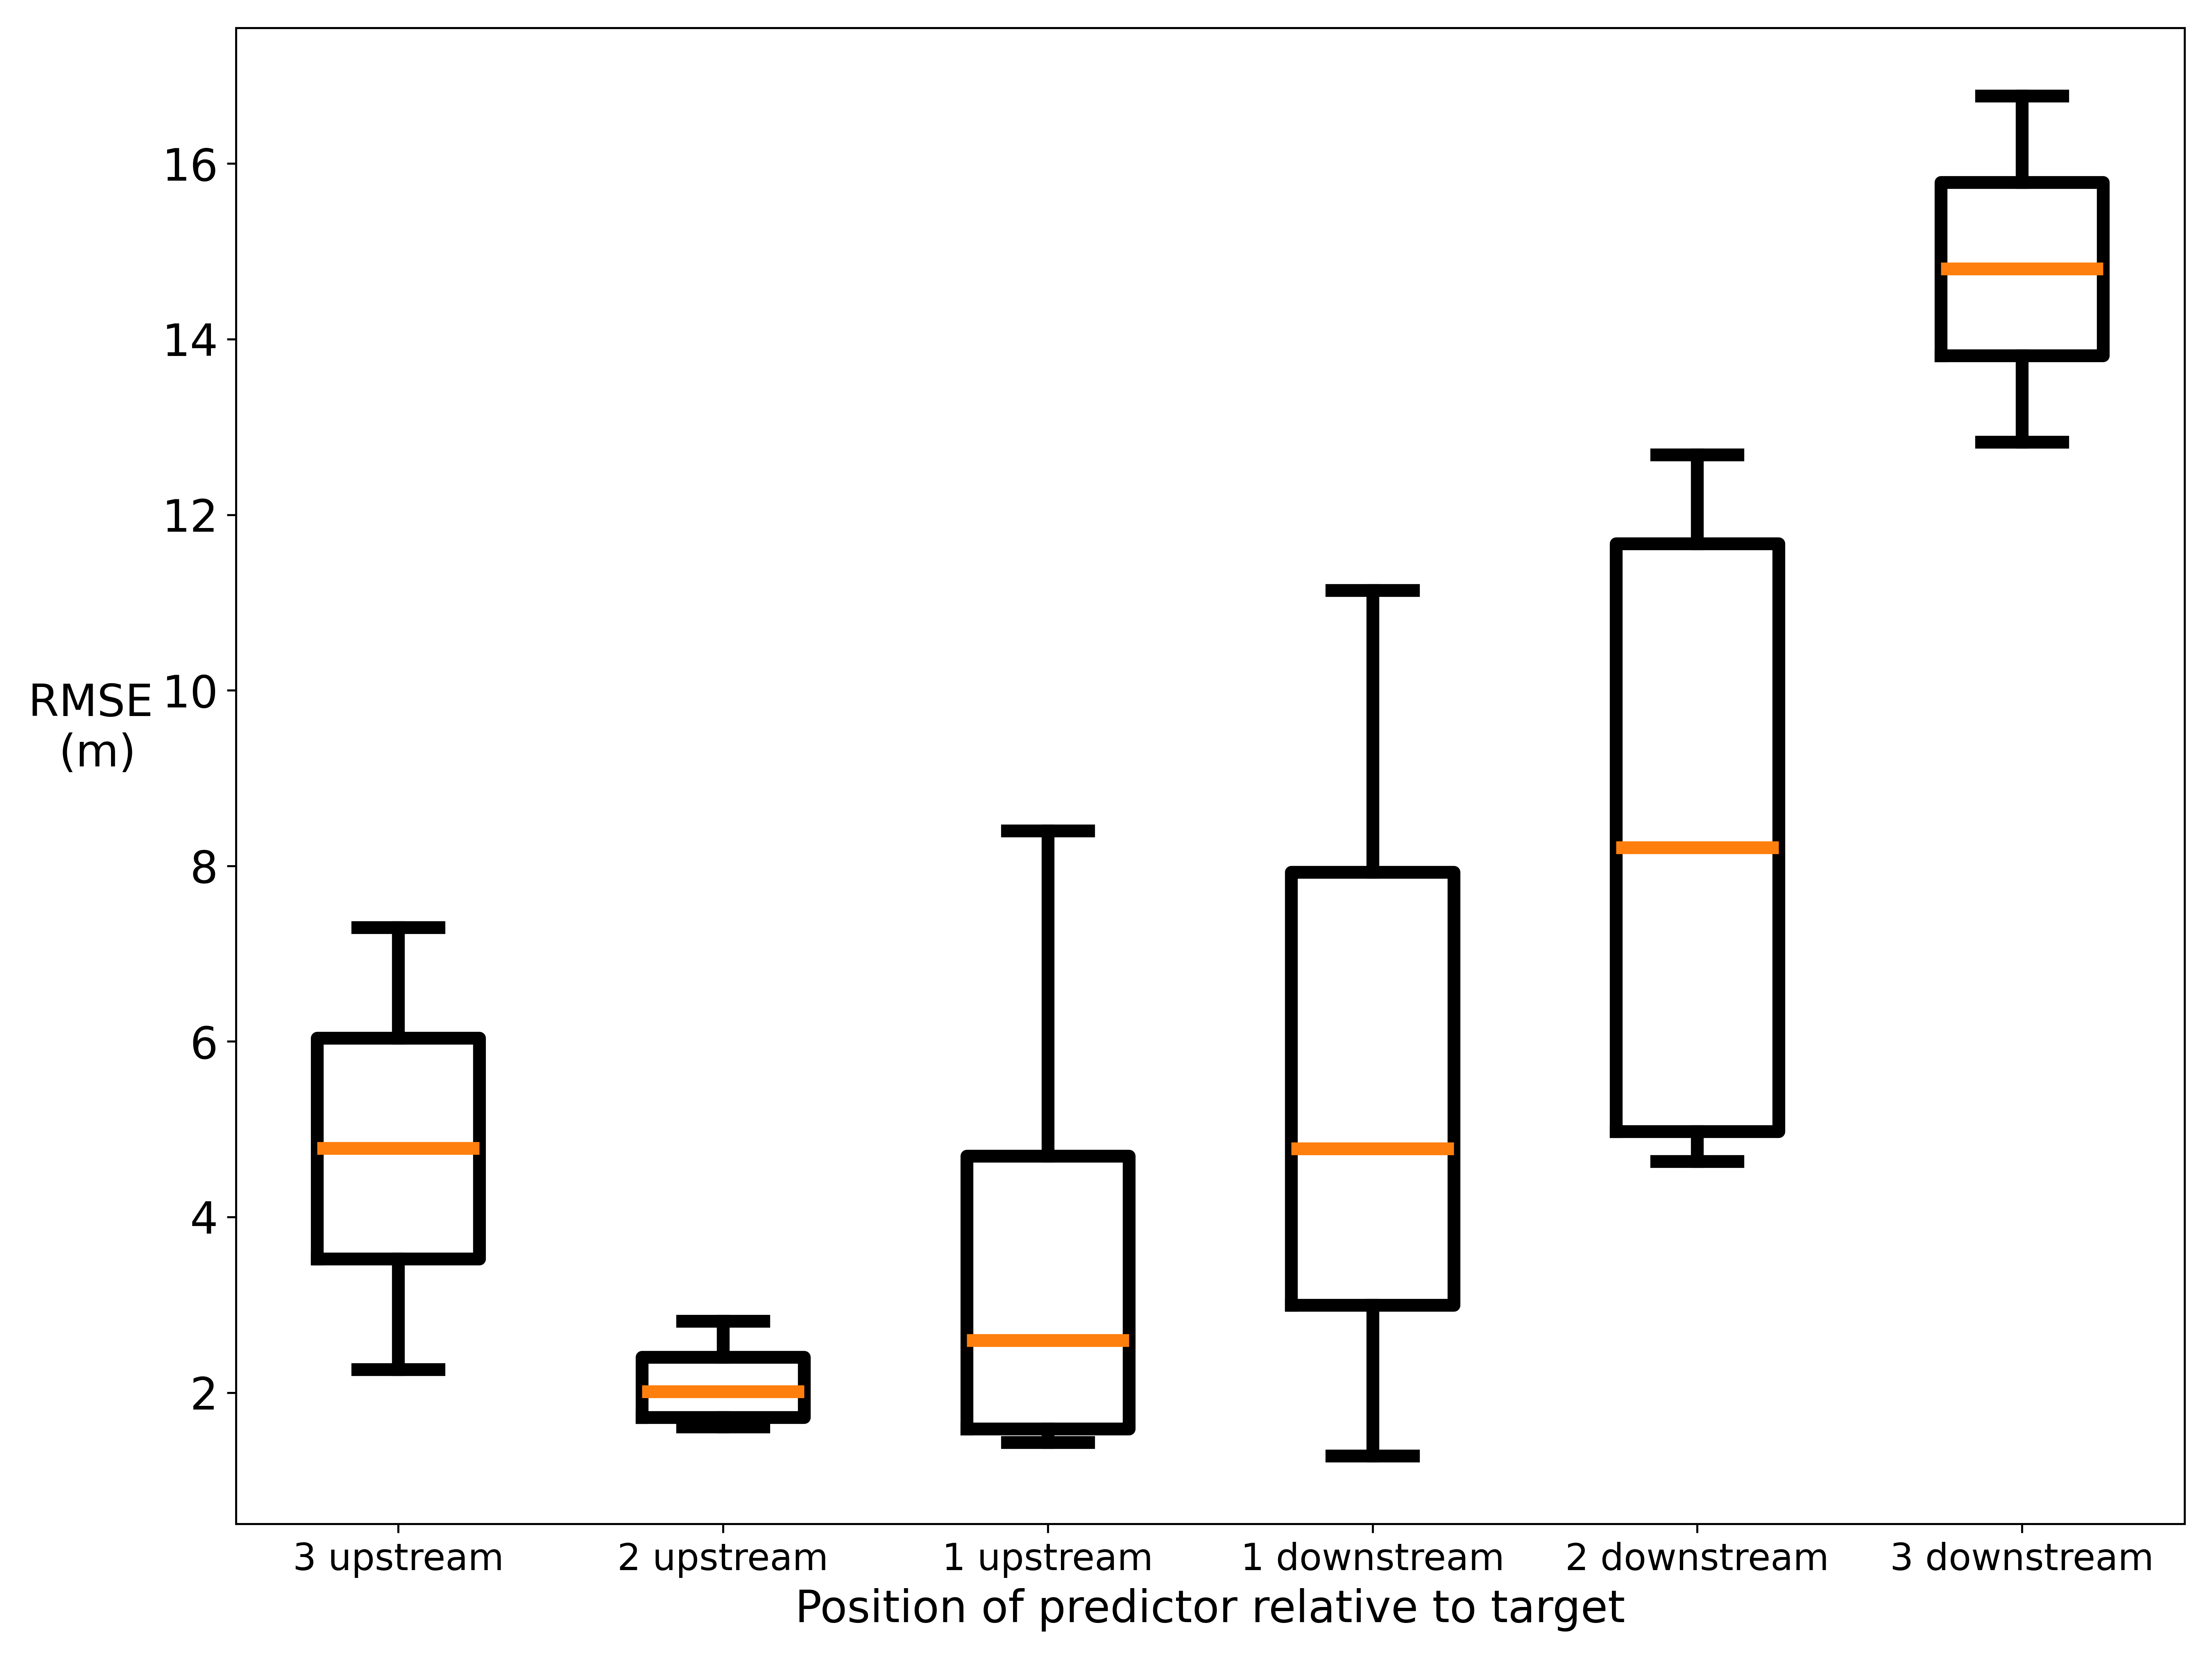 16
14
12
10
8
6
4
2
RMSE
(m)
3 upstream
2 upstream
1 upstream
1 downstream
2 downstream
3 downstream
Position of predictor relative to target